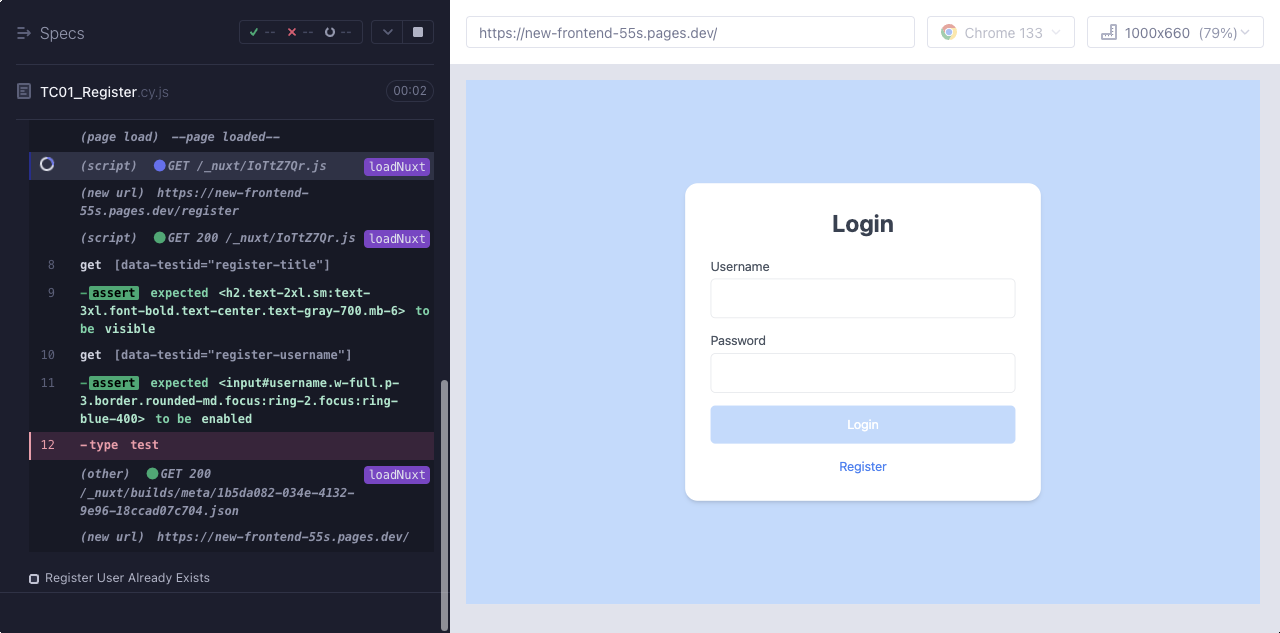 Specs
--
--
--
TC01_Register.cy.js
00:02
(page load) --page loaded--
(script) GET /_nuxt/IoTtZ7Qr.js loadNuxt
(new url) https://new-frontend-
55s.pages.dev/register
(script) GET 200 /_nuxt/IoTtZ7Qr.js loadNuxt
8 get [data-testid="register-title"]
9 -assert expected <h2.text-2xl.sm:text-
3xl.font-bold.text-center.text-gray-700.mb-6> to
be visible
10 get [data-testid="register-username"]
11 -assert expected <input#username.w-full.p-
3.border.rounded-md.focus:ring-2.focus:ring-
blue-400> to be enabled
12 -type test
(other) GET 200 loadNuxt
/_nuxt/builds/meta/1b5da082-034e-4132-
9e96-18ccad07c704.json
(new url) https://new-frontend-55s.pages.dev/
Register User Already Exists
https://new-frontend-55s.pages.dev/
Chrome 133
1000x660 (79%)
Login
Username
Password
Login
Register